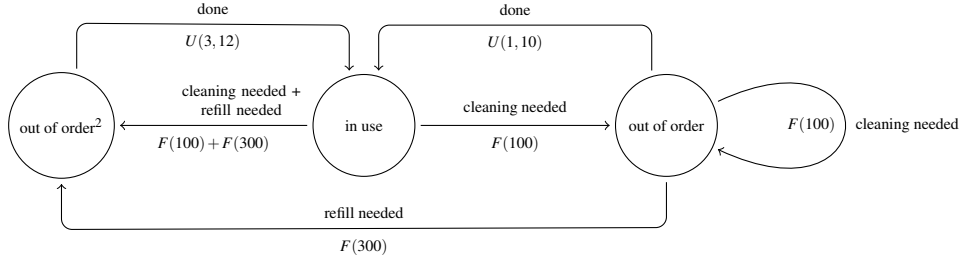 done
U(3,12)
done
U(1,10)
out of order²
cleaning needed +
refill needed
F(100) + F(300)
in use
cleaning needed
F(100)
out of order
F(100)
cleaning needed
refill needed
F(300)